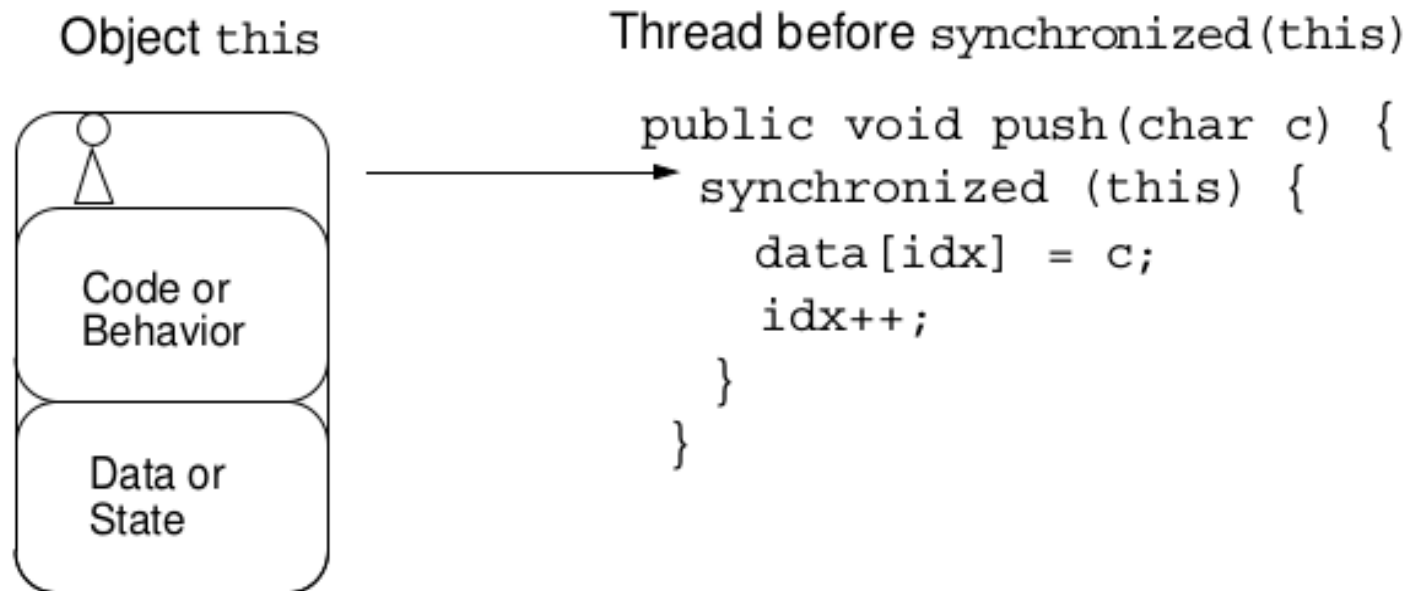 Object this
Thread before synchronized(this)
public void push(char c) {
synchronized (this) {
data[idx] = c;
idx++;
}
}
Code or
Behavior
Data or
State